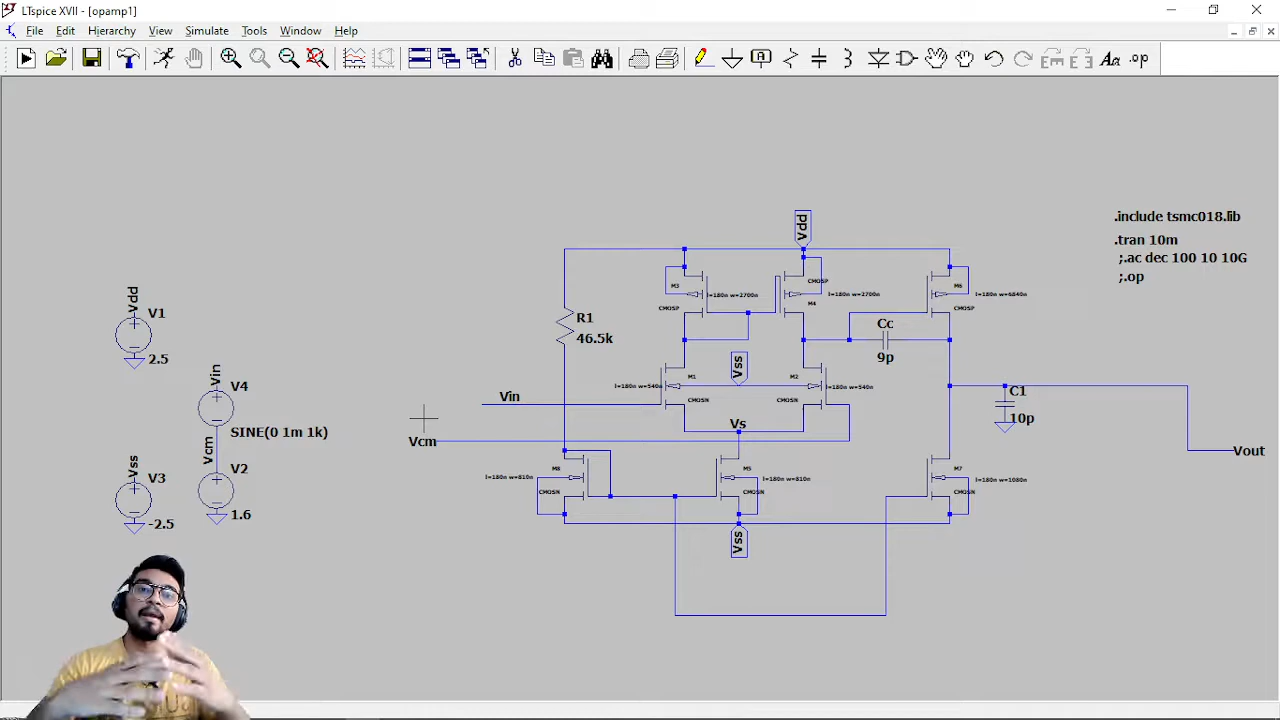 LTspice XVII - [opamp1]
File Edit Hierarchy View Simulate Tools Window Help
.op
Vdd
.include tsmc018.lib
.tran 10m
;.ac dec 100 10 10G
;.op
M3
l=180n w=2700n
CMOSP
CMOSP
l=180n w=2700n
M4
M6
l=180n w=6840n
CMOSP
Vdd
V1
2.5
R1
46.5k
Cc
9p
Vss
Vin
V4
SINE(0 1m 1k)
M1
l=180n w=540n
CMOSN
M2
l=180n w=540n
CMOSN
C1
10p
Vin
Vcm
Vs
Vcm
V2
1.6
Vss
V3
-2.5
Vout
M8
l=180n w=810n
CMOSN
M5
l=180n w=810n
CMOSN
M7
l=180n w=1080n
CMOSN
Vss